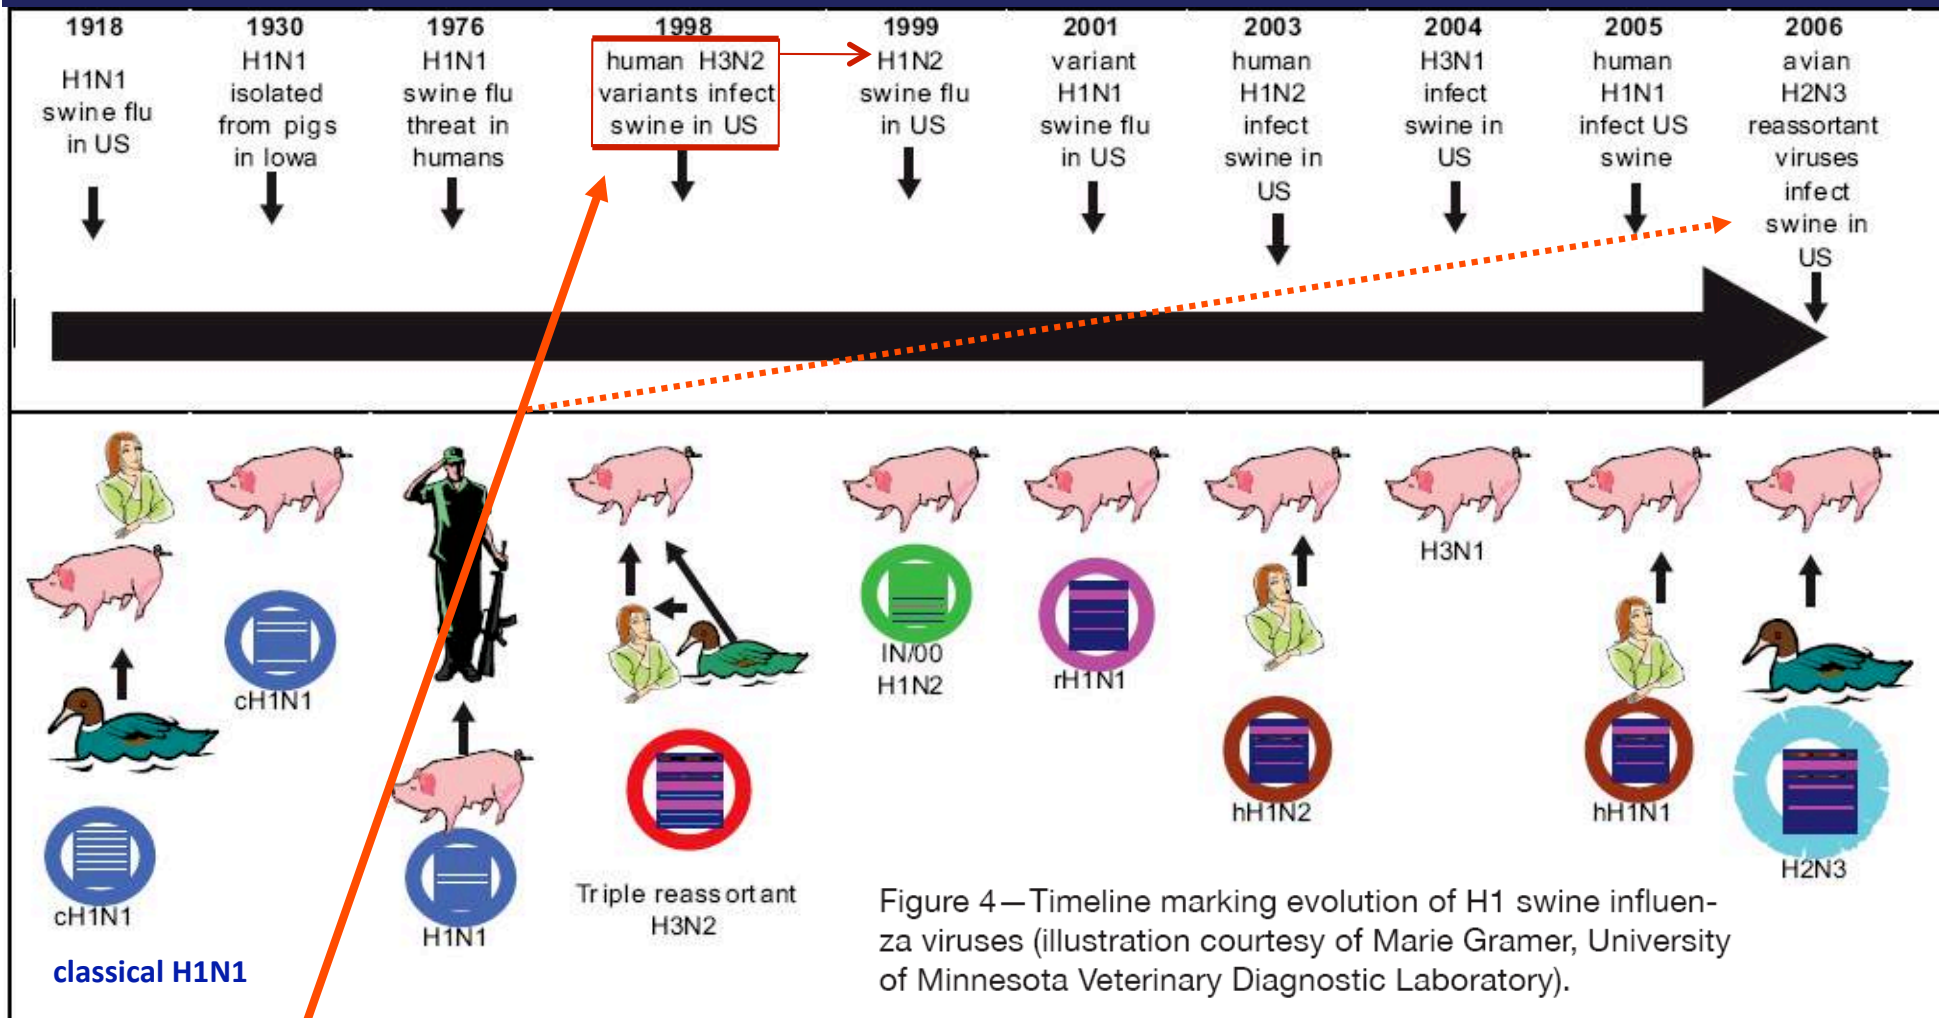 1918
H1N1
swine flu
in US
1930
H1N1
isolated
from pigs
in Iowa
1976
H1N1
swine flu
threat in
humans
1998
human H3N2
variants infect
swine in US
1999
H1N2
swine flu
in US
2001
variant
H1N1
swine flu
in US
2003
human
H1N2
infect
swine in
US
2004
H3N1
infect
swine in
US
2005
human
H1N1
infect US
swine
2006
avian
H2N3
reassortant
viruses
infect
swine in
US
cH1N1
classical H1N1
cH1N1
H1N1
Triple reassortant
H3N2
IN/00
H1N2
rH1N1
hH1N2
H3N1
hH1N1
H2N3
Figure 4—Timeline marking evolution of H1 swine influen-
za viruses (illustration courtesy of Marie Gramer, University
of Minnesota Veterinary Diagnostic Laboratory).